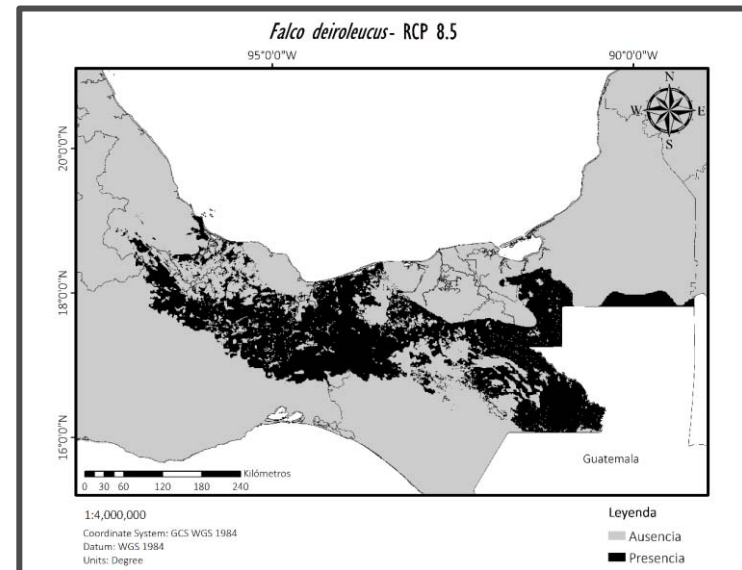 Falco deiroleucus- RCP 8.5
95°0'0"W 90°0'0"W
N
W E
S
20°0'0"N
18°0'0"N
16°0'0"N
Kilómetros
0 30 60 120 180 240
Guatemala
1:4,000,000
Coordinate System: GCS WGS 1984
Datum: WGS 1984
Units: Degree
Leyenda
Ausencia
Presencia